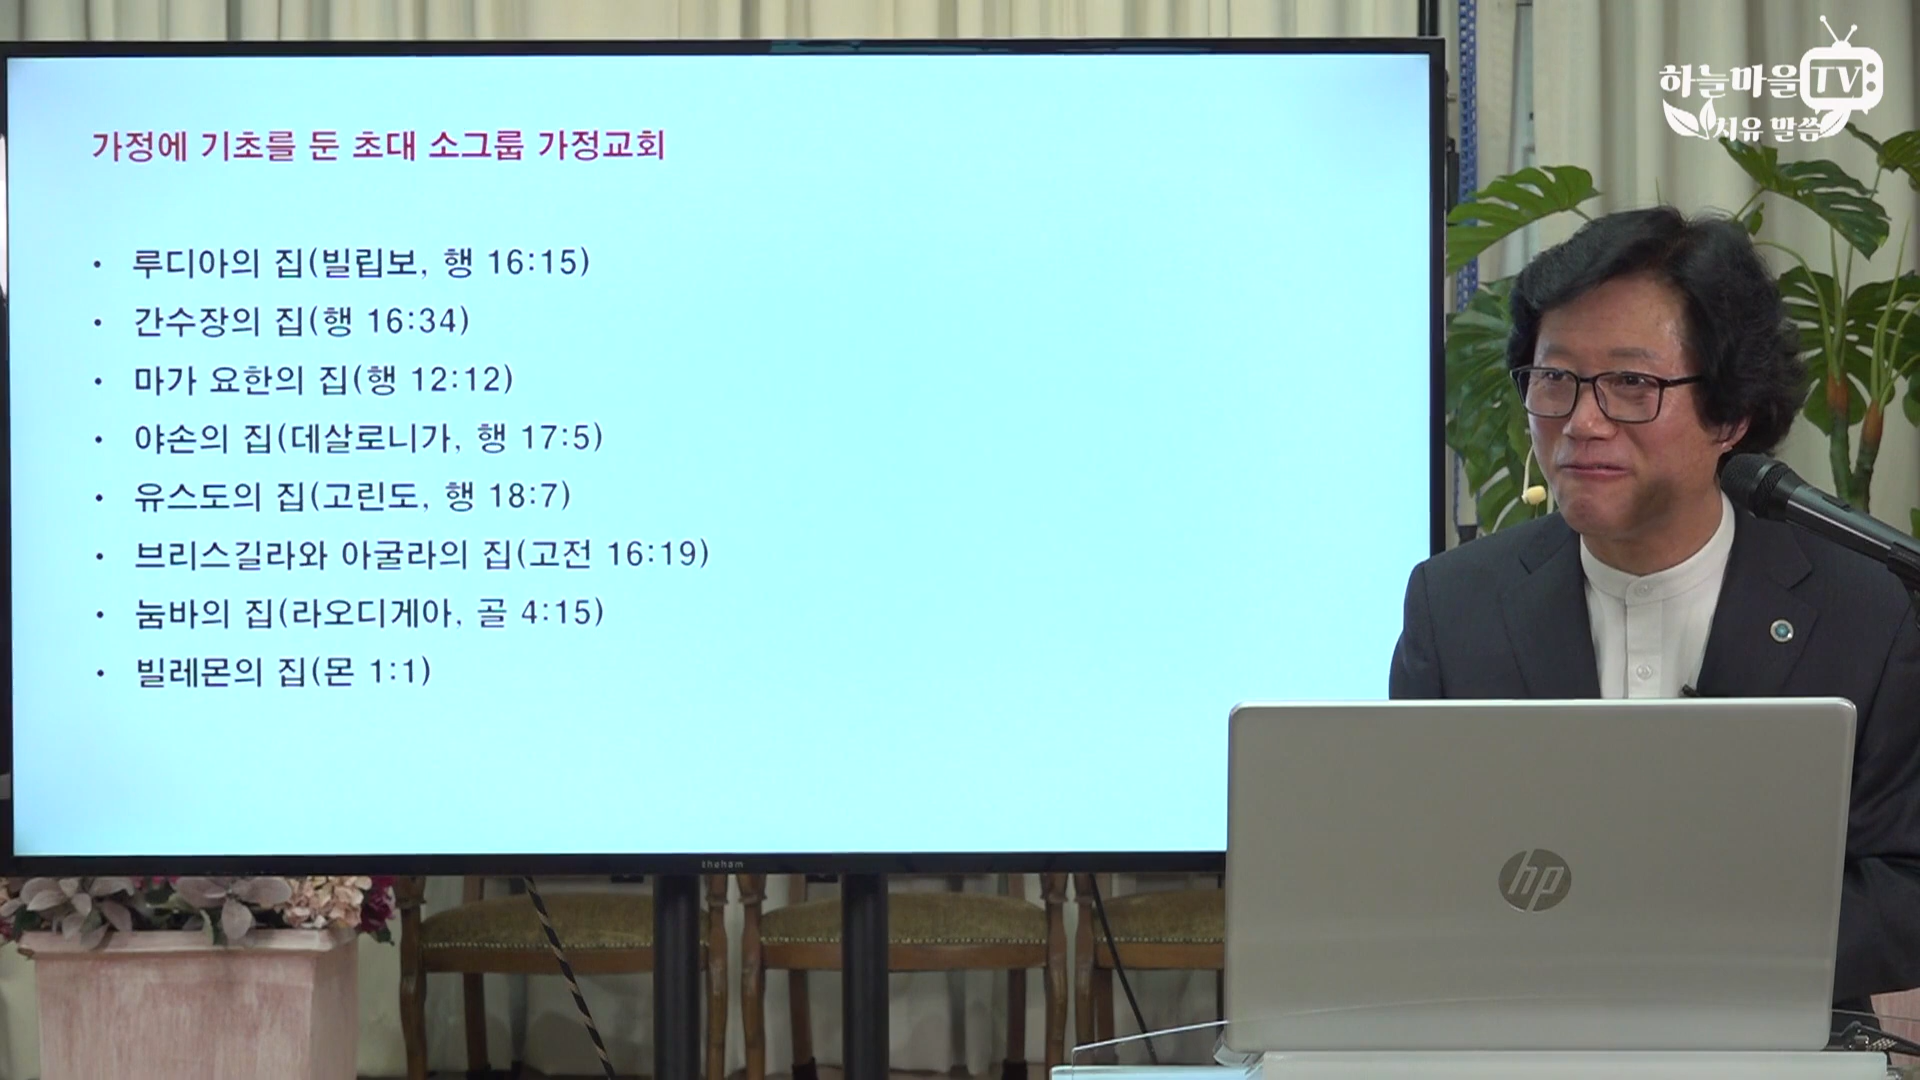 하늘마을TV
치유 말씀
가정에 기초를 둔 초대 소그룹 가정교회
• 루디아의 집(빌립보, 행 16:15)
• 간수장의 집(행 16:34)
• 마가 요한의 집(행 12:12)
• 야손의 집(데살로니가, 행 17:5)
• 유스도의 집(고린도, 행 18:7)
• 브리스길라와 아굴라의 집(고전 16:19)
• 눔바의 집(라오디게아, 골 4:15)
• 빌레몬의 집(몬 1:1)
theham
hp